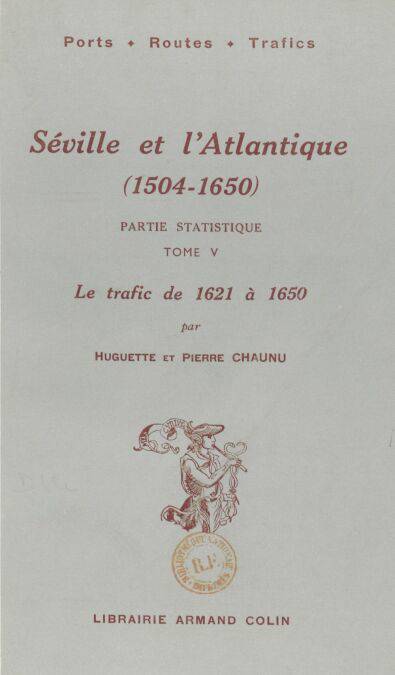 Ports ✦ Routes ✦ Trafics
Séville et l'Atlantique
(1504-1650)
PARTIE STATISTIQUE
TOME V
Le trafic de 1621 à 1650
par
HUGUETTE ET PIERRE CHAUNU
R.F.
LIBRAIRIE ARMAND COLIN